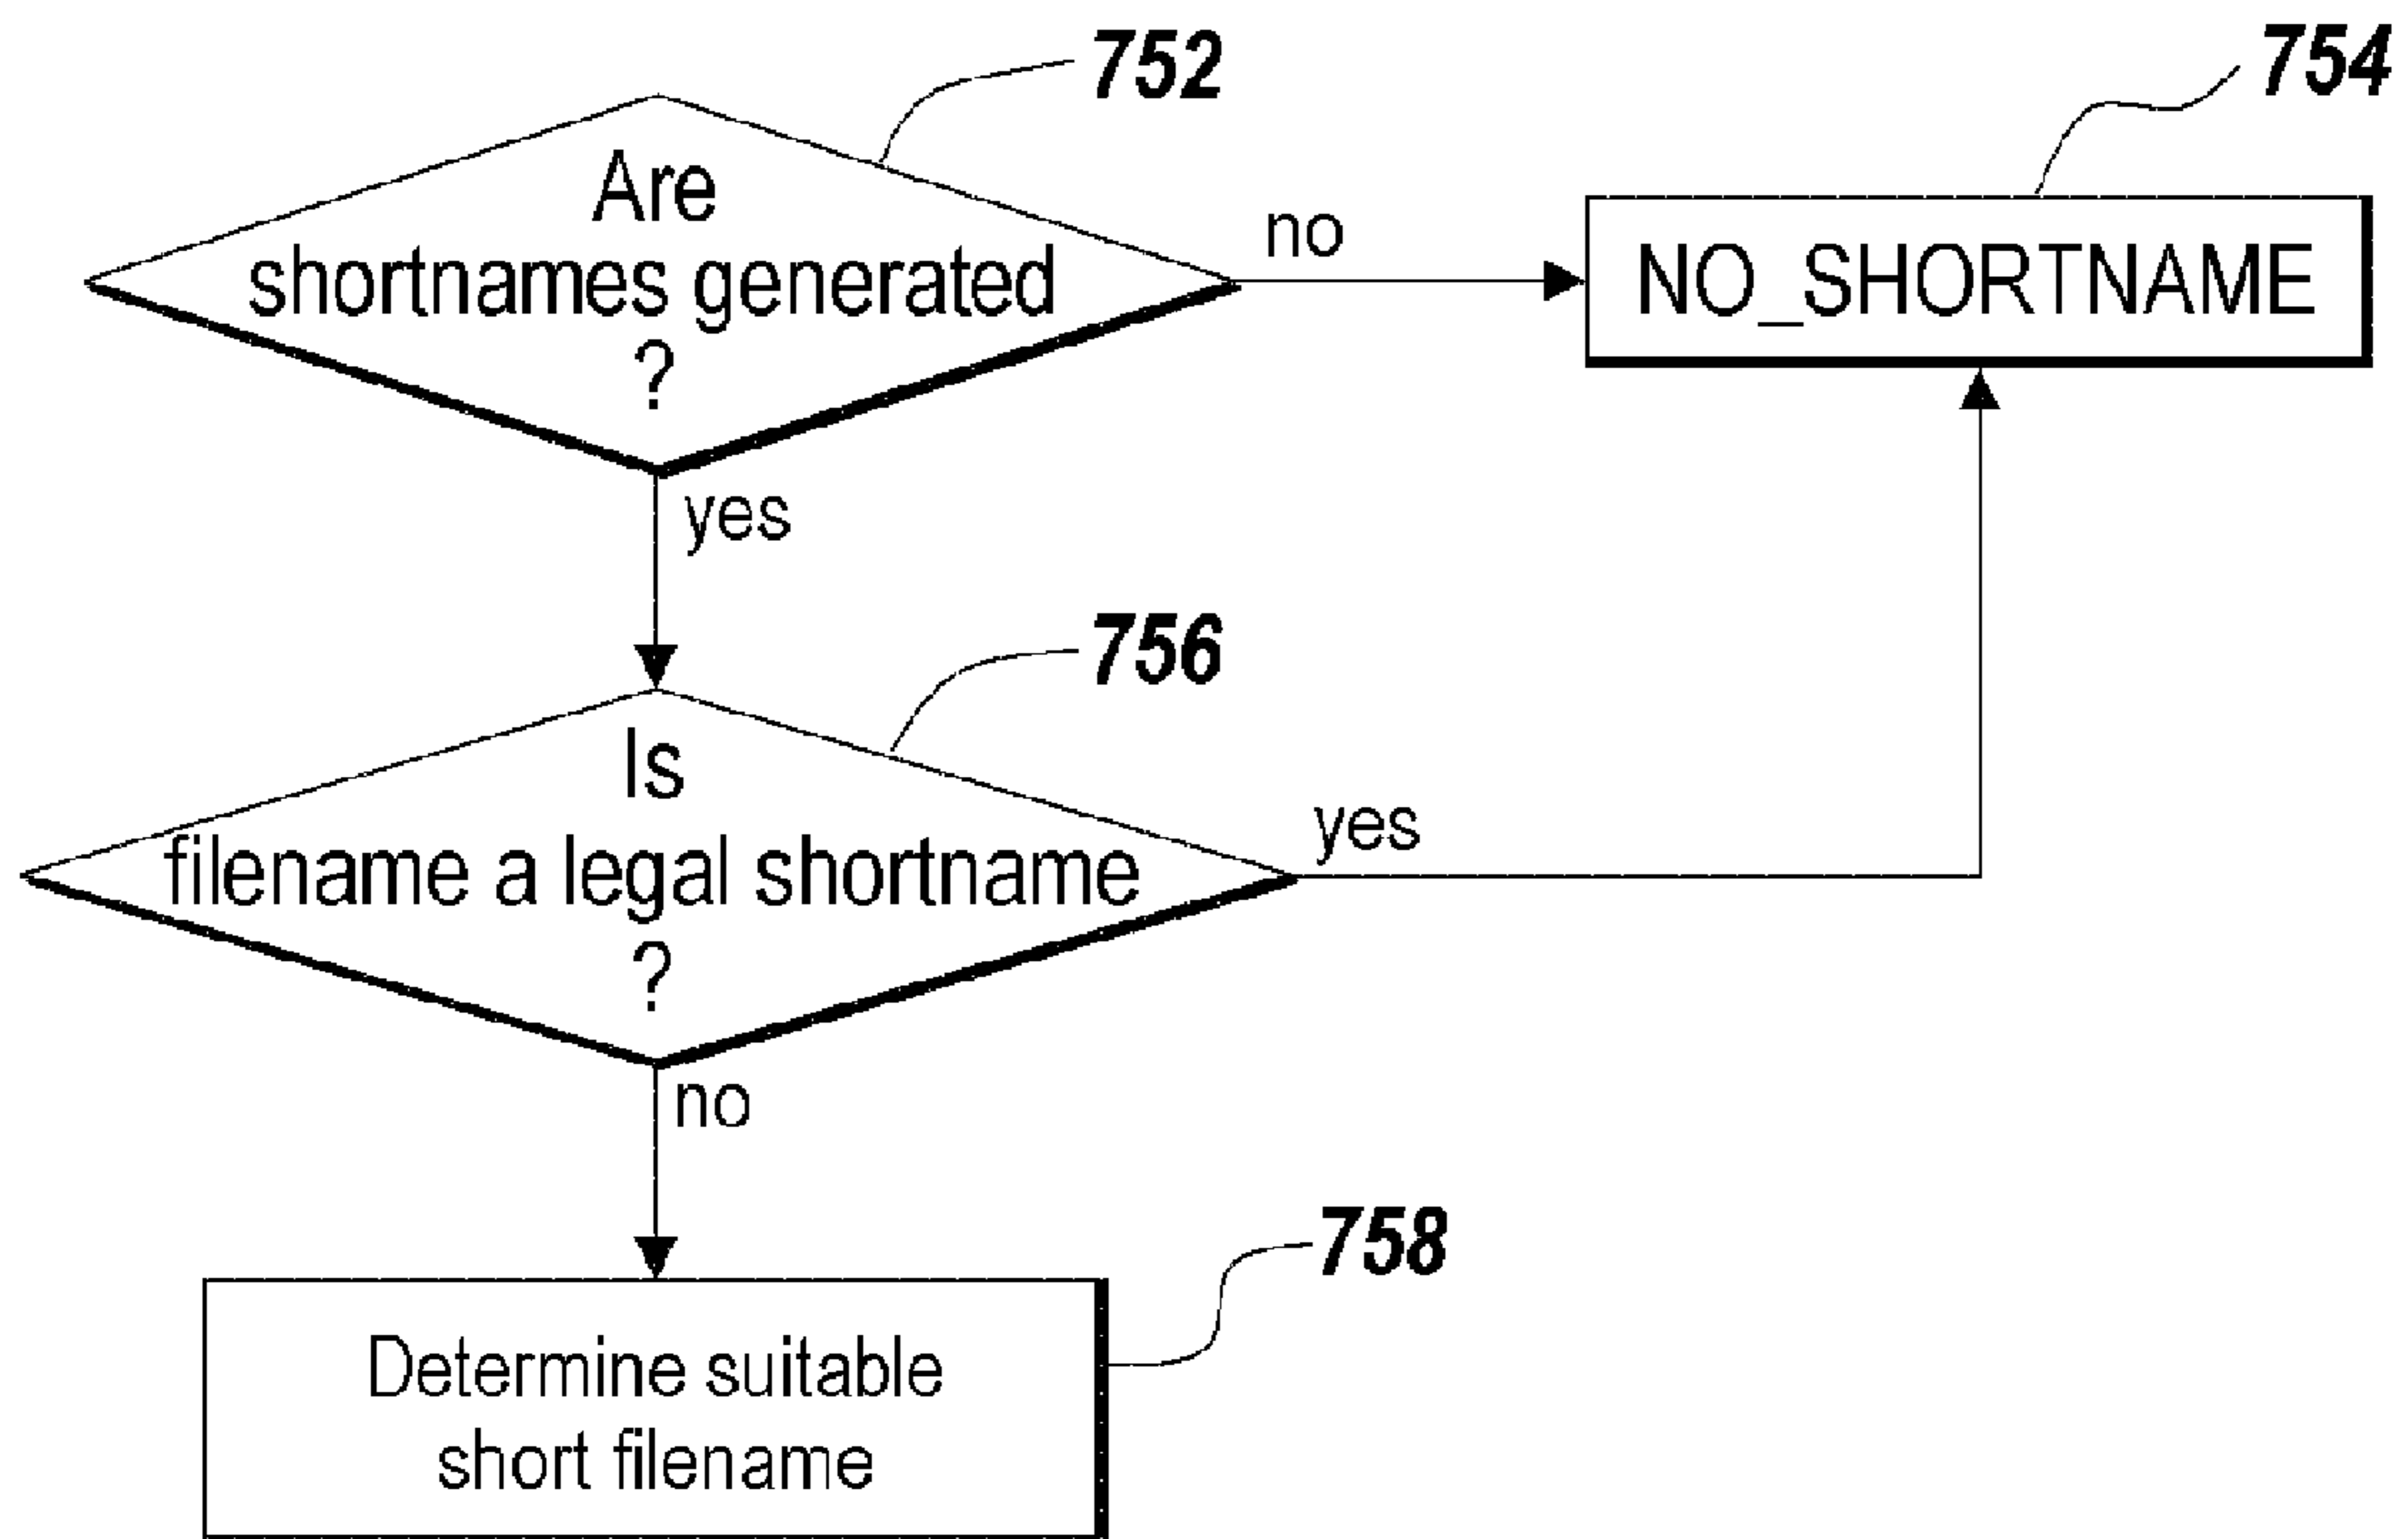 752
754
Are
shortnames generated
?
no
NO_SHORTNAME
yes
756
Is
filename a legal shortname
?
yes
no
758
Determine suitable
short filename